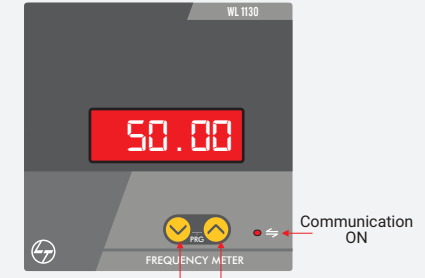 WL 1130
50.00
PRG
Communication
ON
FREQUENCY METER